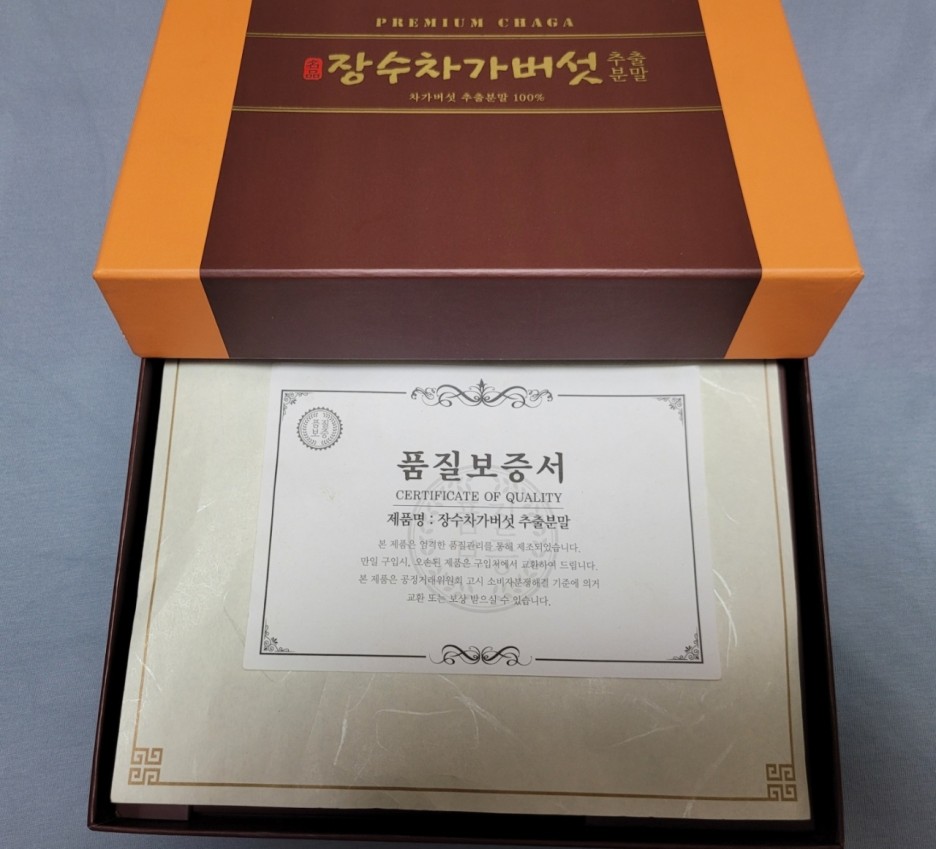 PREMIUM CHAGA
名品 장수차가버섯 추출분말
차가버섯 추출분말 100%
품질보증
품질보증서
CERTIFICATE OF QUALITY
제품명 : 장수차가버섯 추출분말
본 제품은 엄격한 품질관리를 통해 제조되었습니다.
만일 구입시, 오손된 제품은 구입처에서 교환하여 드립니다.
본 제품은 공정거래위원회 고시 소비자분쟁해결 기준에 의거
교환 또는 보상 받으실 수 있습니다.